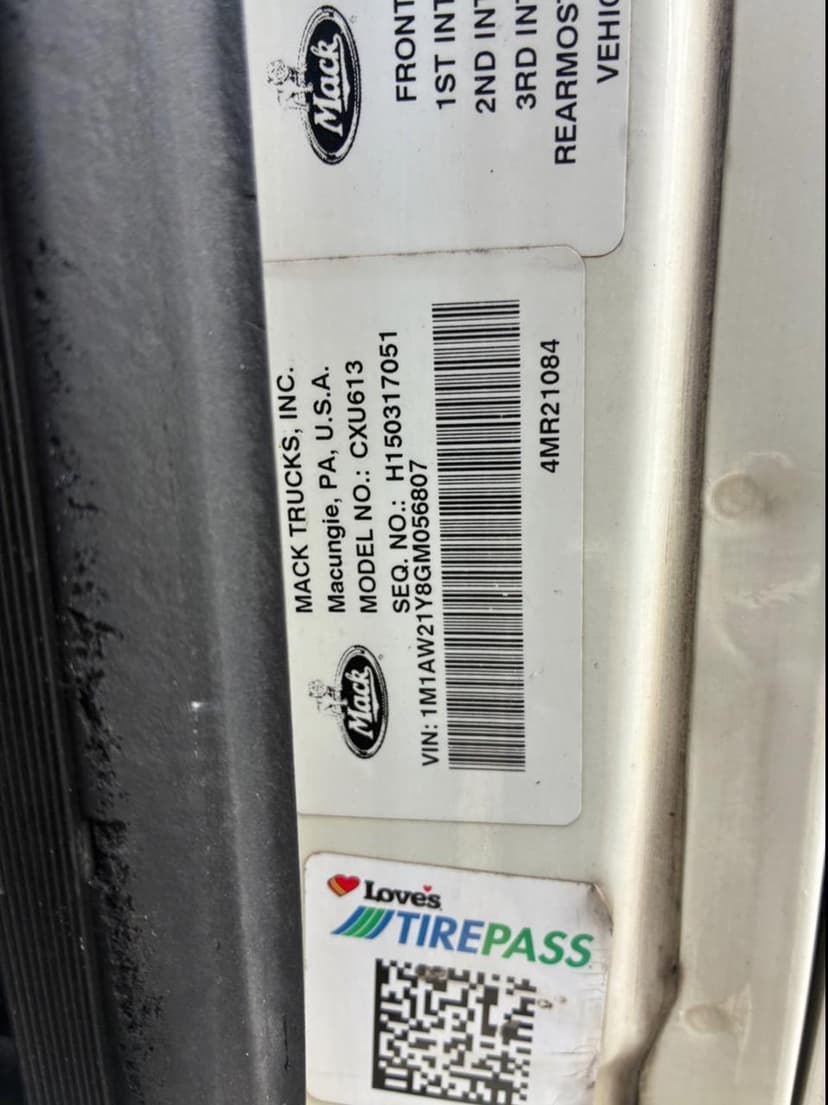 Mack
FRONT
1ST INT
2ND INT
3RD INT
REARMOST
VEHIC
MACK TRUCKS, INC.
Macungie, PA, U.S.A.
MODEL NO.: CXU613
SEQ. NO.: H150317051
Mack
VIN: 1M1AW21Y8GM056807
4MR21084
Love's
TIREPASS